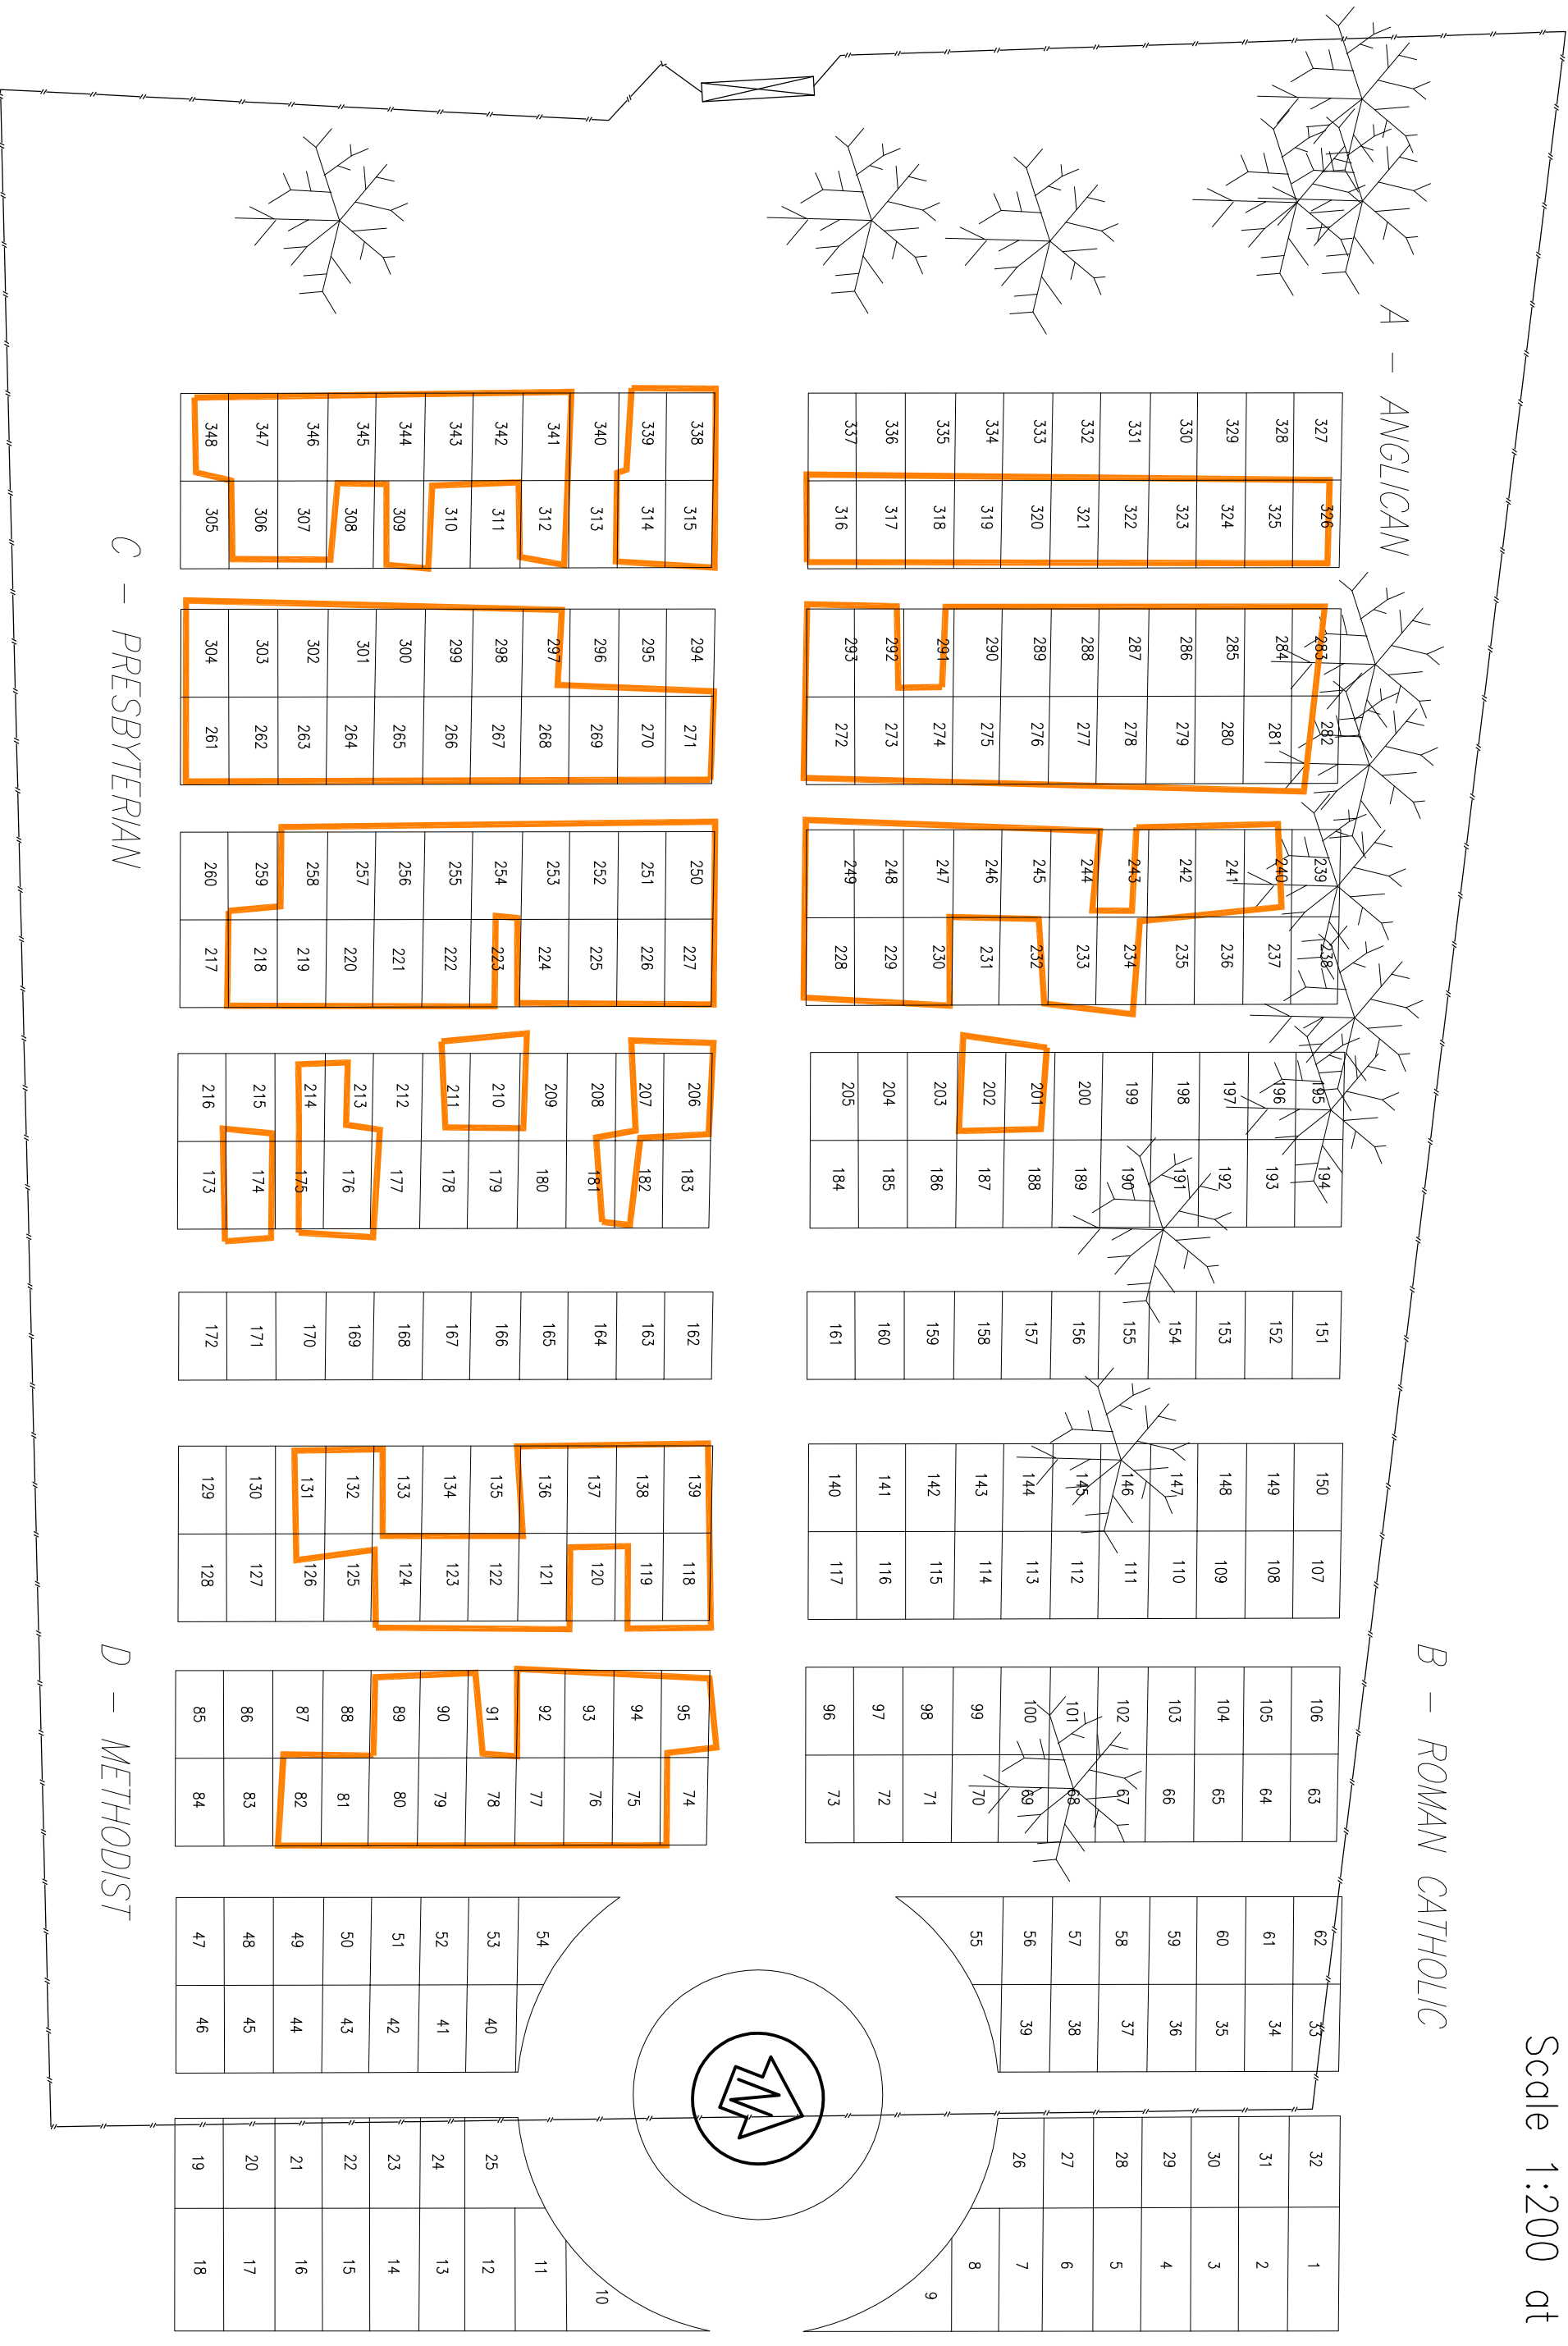 A - ANGLICAN
B - ROMAN CATHOLIC
C - PRESBYTERIAN
D - METHODIST
Scale 1:200 at
348 347 346 345 344 343 342 341 340 339 338
305 306 307 308 309 310 311 312 313 314 315
337 336 335 334 333 332 331 330 329 328 327
316 317 318 319 320 321 322 323 324 325 326
304 303 302 301 300 299 298 297 296 295 294
261 262 263 264 265 266 267 268 269 270 271
293 292 291 290 289 288 287 286 285 284 283
272 273 274 275 276 277 278 279 280 281 282
260 259 258 257 256 255 254 253 252 251 250
217 218 219 220 221 222 223 224 225 226 227
249 248 247 246 245 244 243 242 241 240 239
228 229 230 231 232 233 234 235 236 237 238
216 215 214 213 212 211 210 209 208 207 206
173 174 175 176 177 178 179 180 181 182 183
205 204 203 202 201 200 199 198 197 196 195
184 185 186 187 188 189 190 191 192 193 194
172 171 170 169 168 167 166 165 164 163 162
161 160 159 158 157 156 155 154 153 152 151
129 130 131 132 133 134 135 136 137 138 139
128 127 126 125 124 123 122 121 120 119 118
140 141 142 143 144 145 146 147 148 149 150
117 116 115 114 113 112 111 110 109 108 107
85 86 87 88 89 90 91 92 93 94 95
84 83 82 81 80 79 78 77 76 75 74
96 97 98 99 100 101 102 103 104 105 106
73 72 71 70 69 68 67 66 65 64 63
47 48 49 50 51 52 53 54
46 45 44 43 42 41 40
55 56 57 58 59 60 61 62
39 38 37 36 35 34 33
N
19 20 21 22 23 24 25
18 17 16 15 14 13 12 11 10
26 27 28 29 30 31 32
9 8 7 6 5 4 3 2 1